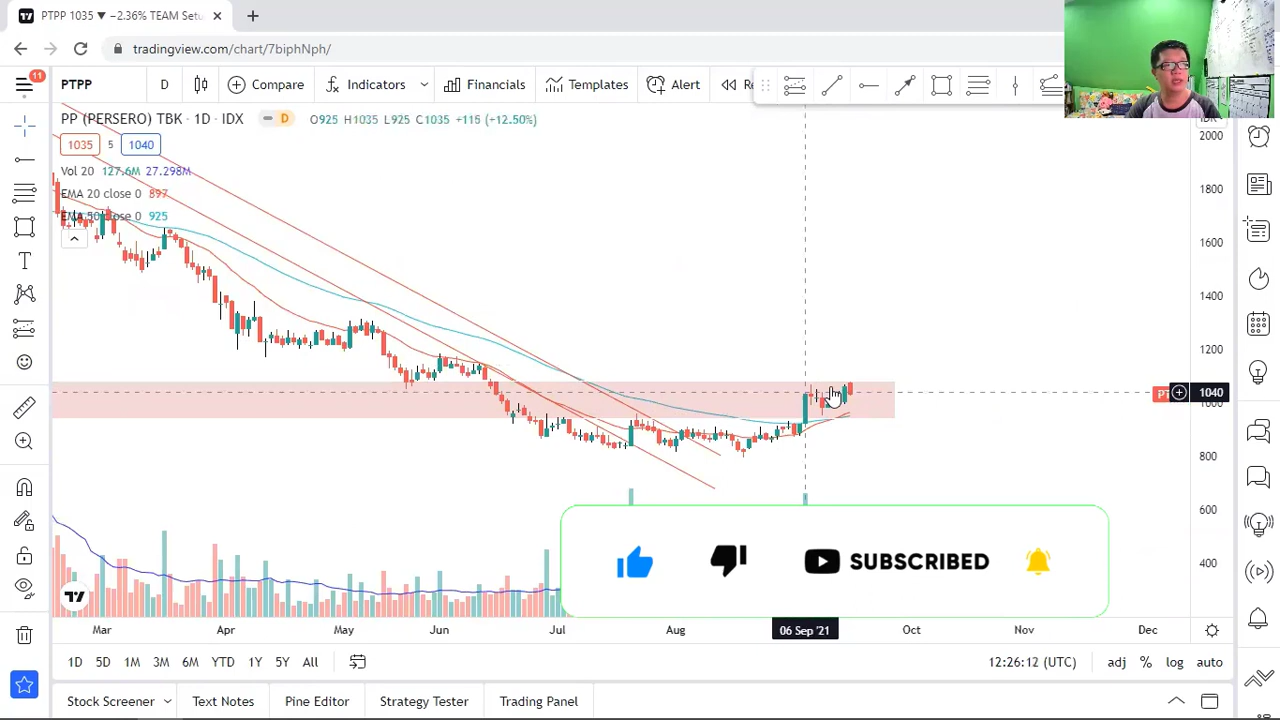 PTPP 1035 ▼ −2.36% TEAM Setu
tradingview.com/chart/7biphNph/
11
PTPP
D
Compare
Indicators
Financials
Templates
Alert
PP (PERSERO) TBK · 1D · IDX
D
O925 H1035 L925 C1035 +115 (+12.50%)
1035
5
1040
Vol 20 127.6M 27.298M
EMA 20 close 0 897
EMA 50 close 0 925
2000
1800
1600
1400
1200
1040
1000
800
600
400
SUBSCRIBED
Mar
Apr
May
Jun
Jul
Aug
06 Sep '21
Oct
Nov
Dec
1D
5D
1M
3M
6M
YTD
1Y
5Y
All
12:26:12 (UTC)
adj
%
log
auto
Stock Screener
Text Notes
Pine Editor
Strategy Tester
Trading Panel